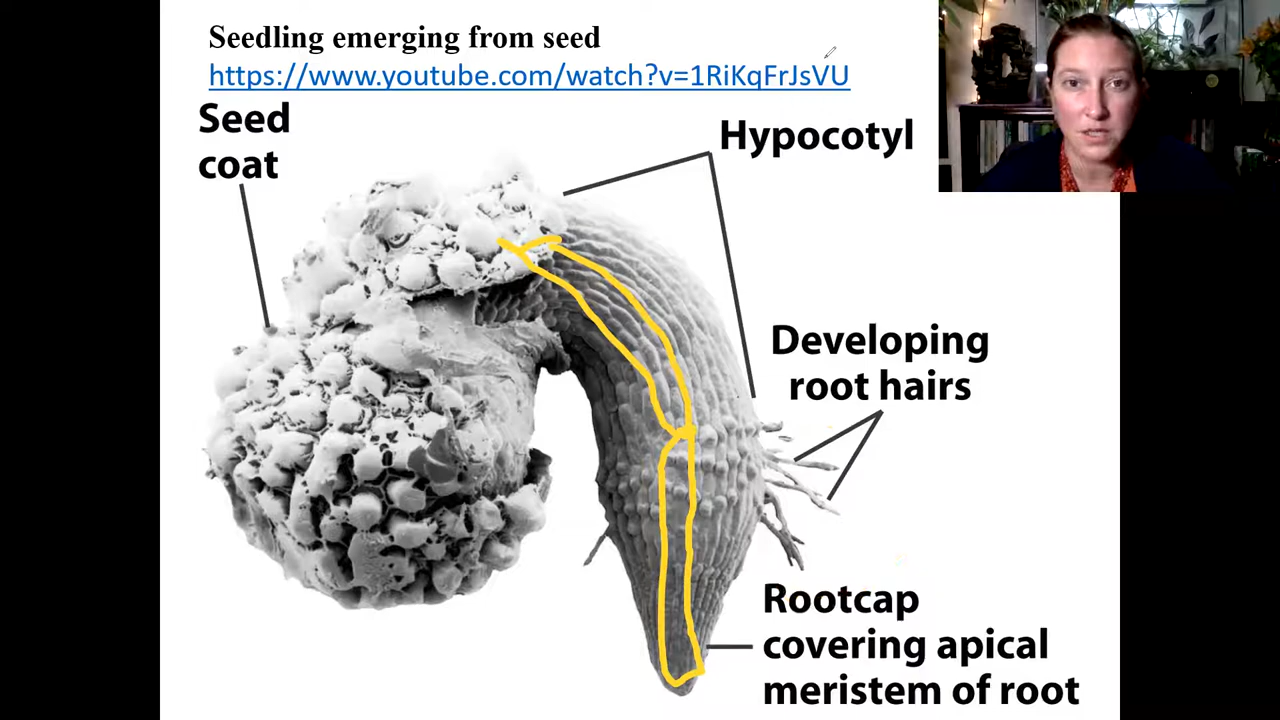 Seedling emerging from seed
https://www.youtube.com/watch?v=1RiKqFrJsVU
Seed
coat
Hypocotyl
Developing
root hairs
Rootcap
covering apical
meristem of root